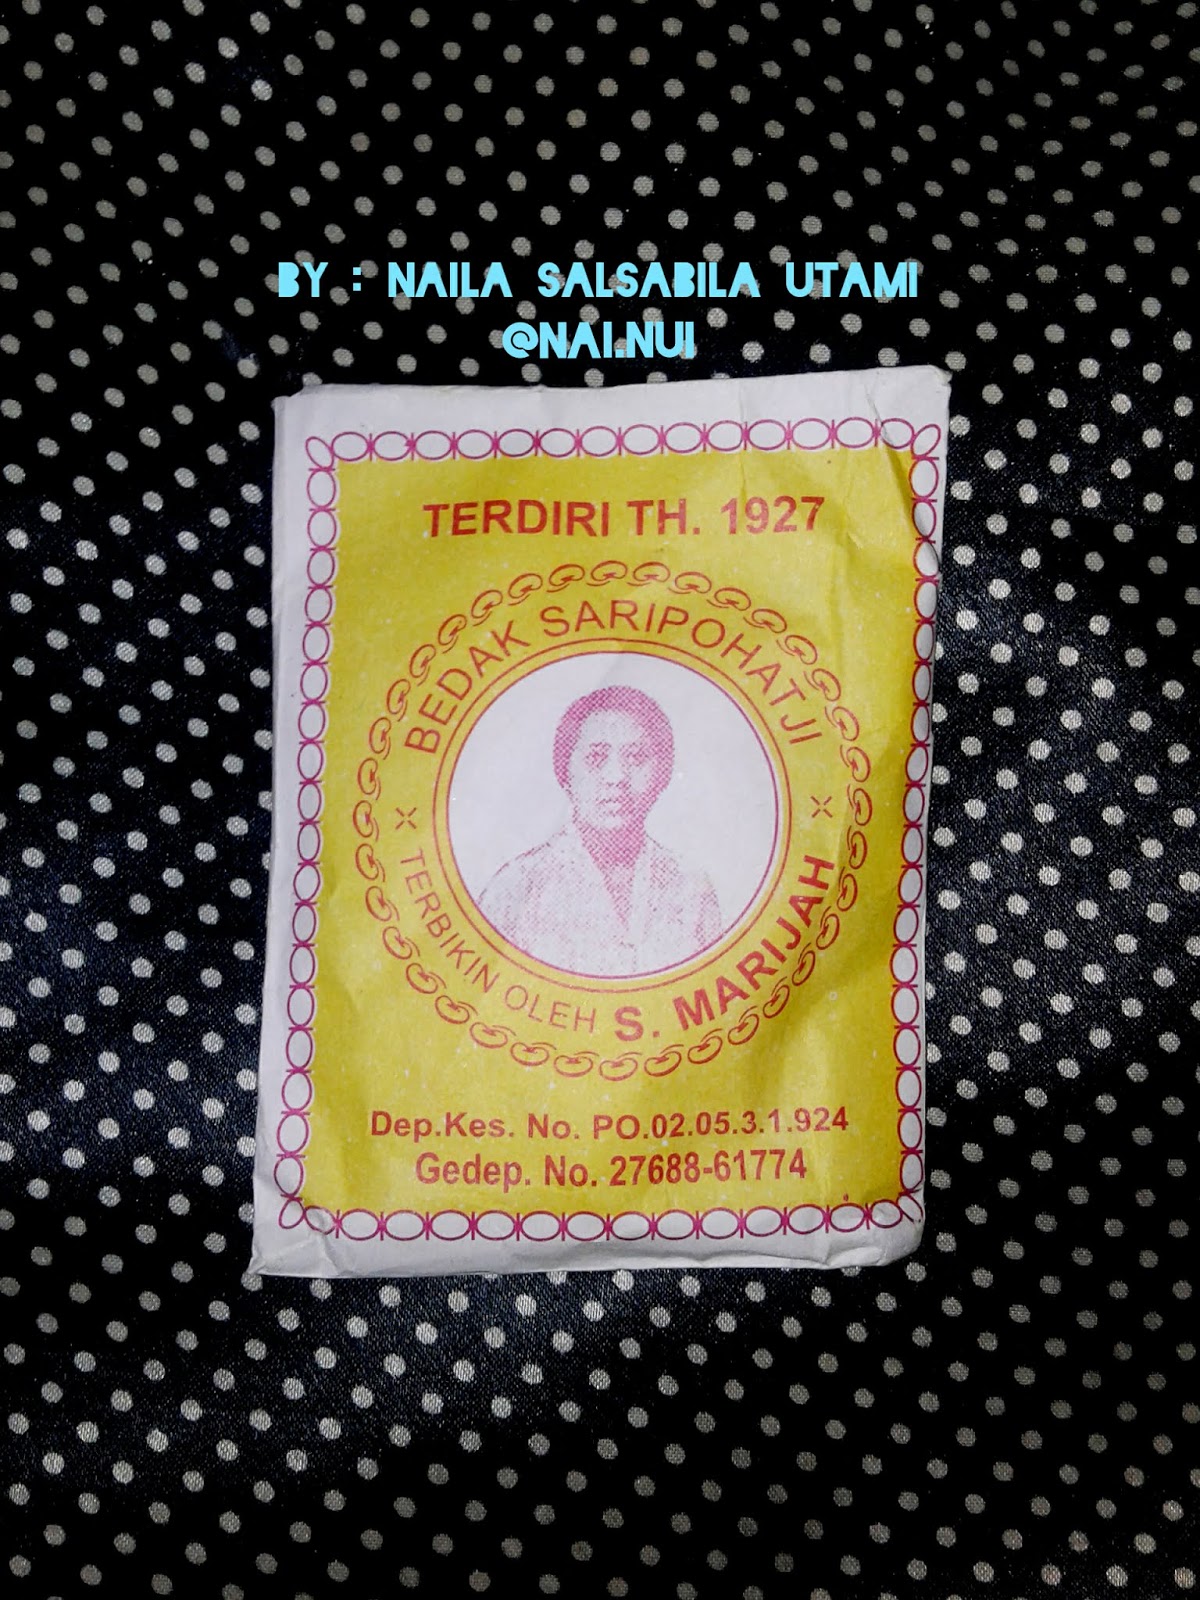 BY : NAILA SALSABILA UTAMI
@NAI.NUI
TERDIRI TH. 1927
BEDAK SARIPOHATJI
TERBIKIN OLEH S. MARIJAH
Dep.Kes. No. PO.02.05.3.1.924
Gedep. No. 27688-61774